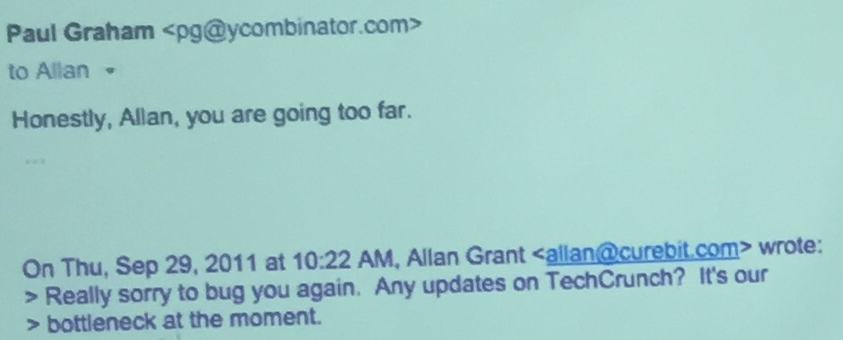 Paul Graham <pg@ycombinator.com>
to Allan
Honestly, Allan, you are going too far.
...
On Thu, Sep 29, 2011 at 10:22 AM, Allan Grant <allan@curebit.com> wrote:
> Really sorry to bug you again.  Any updates on TechCrunch?  It's our
> bottleneck at the moment.